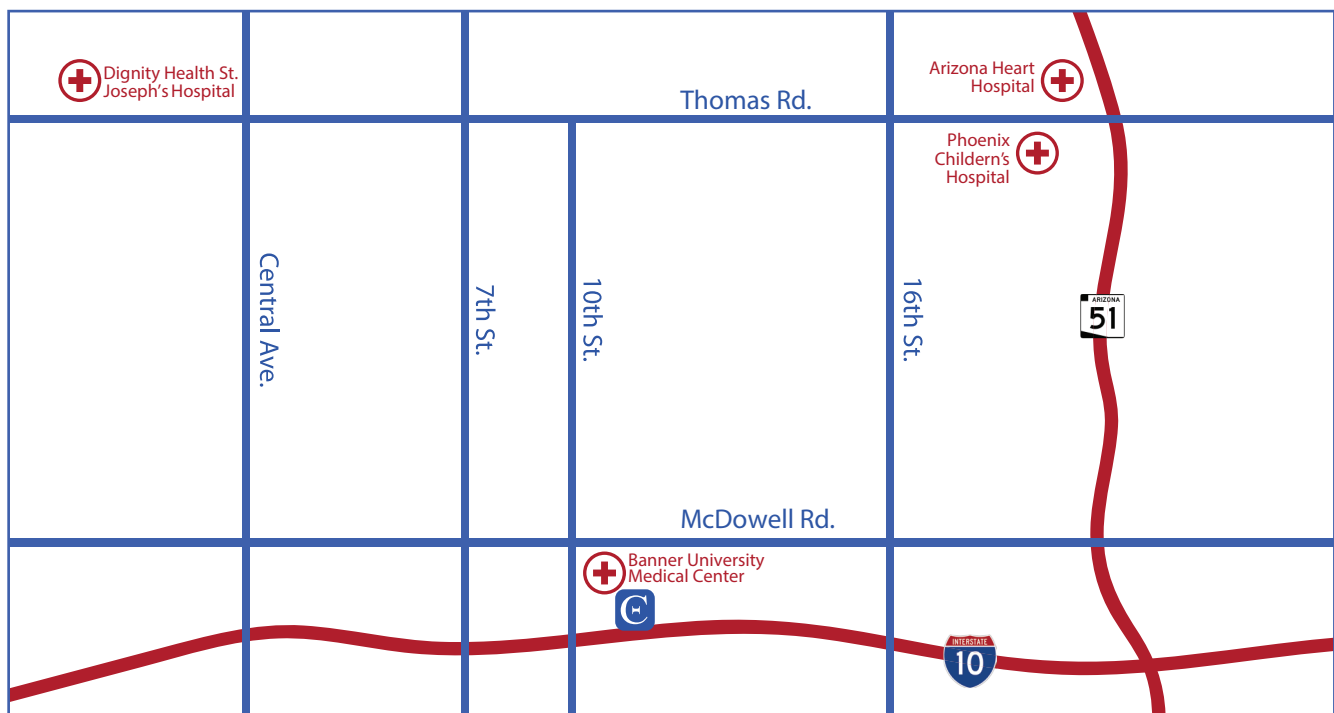 Dignity Health St.
Joseph's Hospital
Arizona Heart
Hospital
Thomas Rd.
Phoenix
Childern's
Hospital
Central Ave.
7th St.
10th St.
16th St.
ARIZONA
51
McDowell Rd.
Banner University
Medical Center
INTERSTATE
10